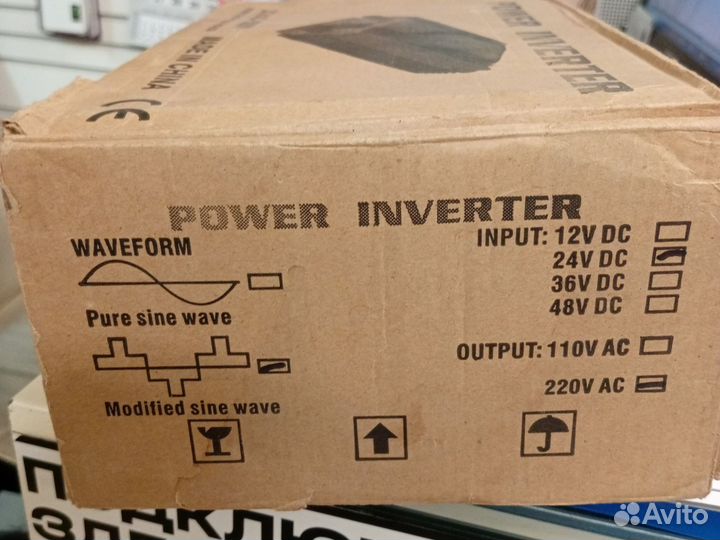 MADE IN CHINA
CE
POWER INVERTER
POWER INVERTER
WAVEFORM
Pure sine wave
Modified sine wave
INPUT: 12V DC
24V DC
36V DC
48V DC
OUTPUT: 110V AC
220V AC
Avito